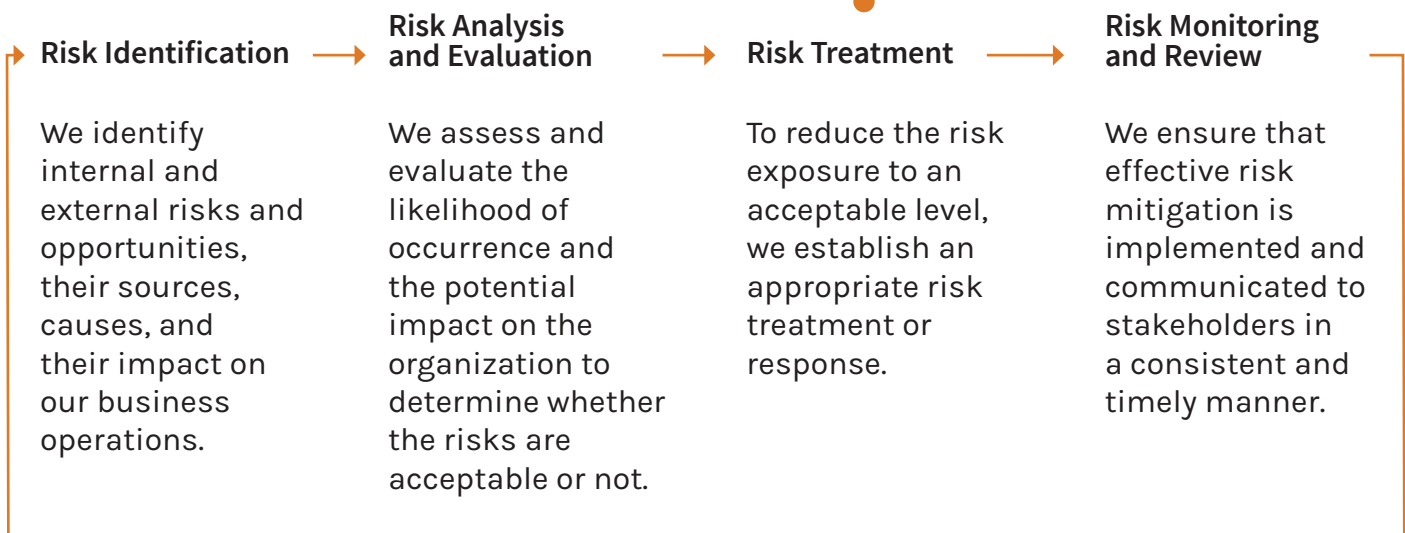 Risk Identification
We identify
internal and
external risks and
opportunities,
their sources,
causes, and
their impact on
our business
operations.
Risk Analysis
and Evaluation
We assess and
evaluate the
likelihood of
occurrence and
the potential
impact on the
organization to
determine whether
the risks are
acceptable or not.
Risk Treatment
To reduce the risk
exposure to an
acceptable level,
we establish an
appropriate risk
treatment or
response.
Risk Monitoring
and Review
We ensure that
effective risk
mitigation is
implemented and
communicated to
stakeholders in
a consistent and
timely manner.